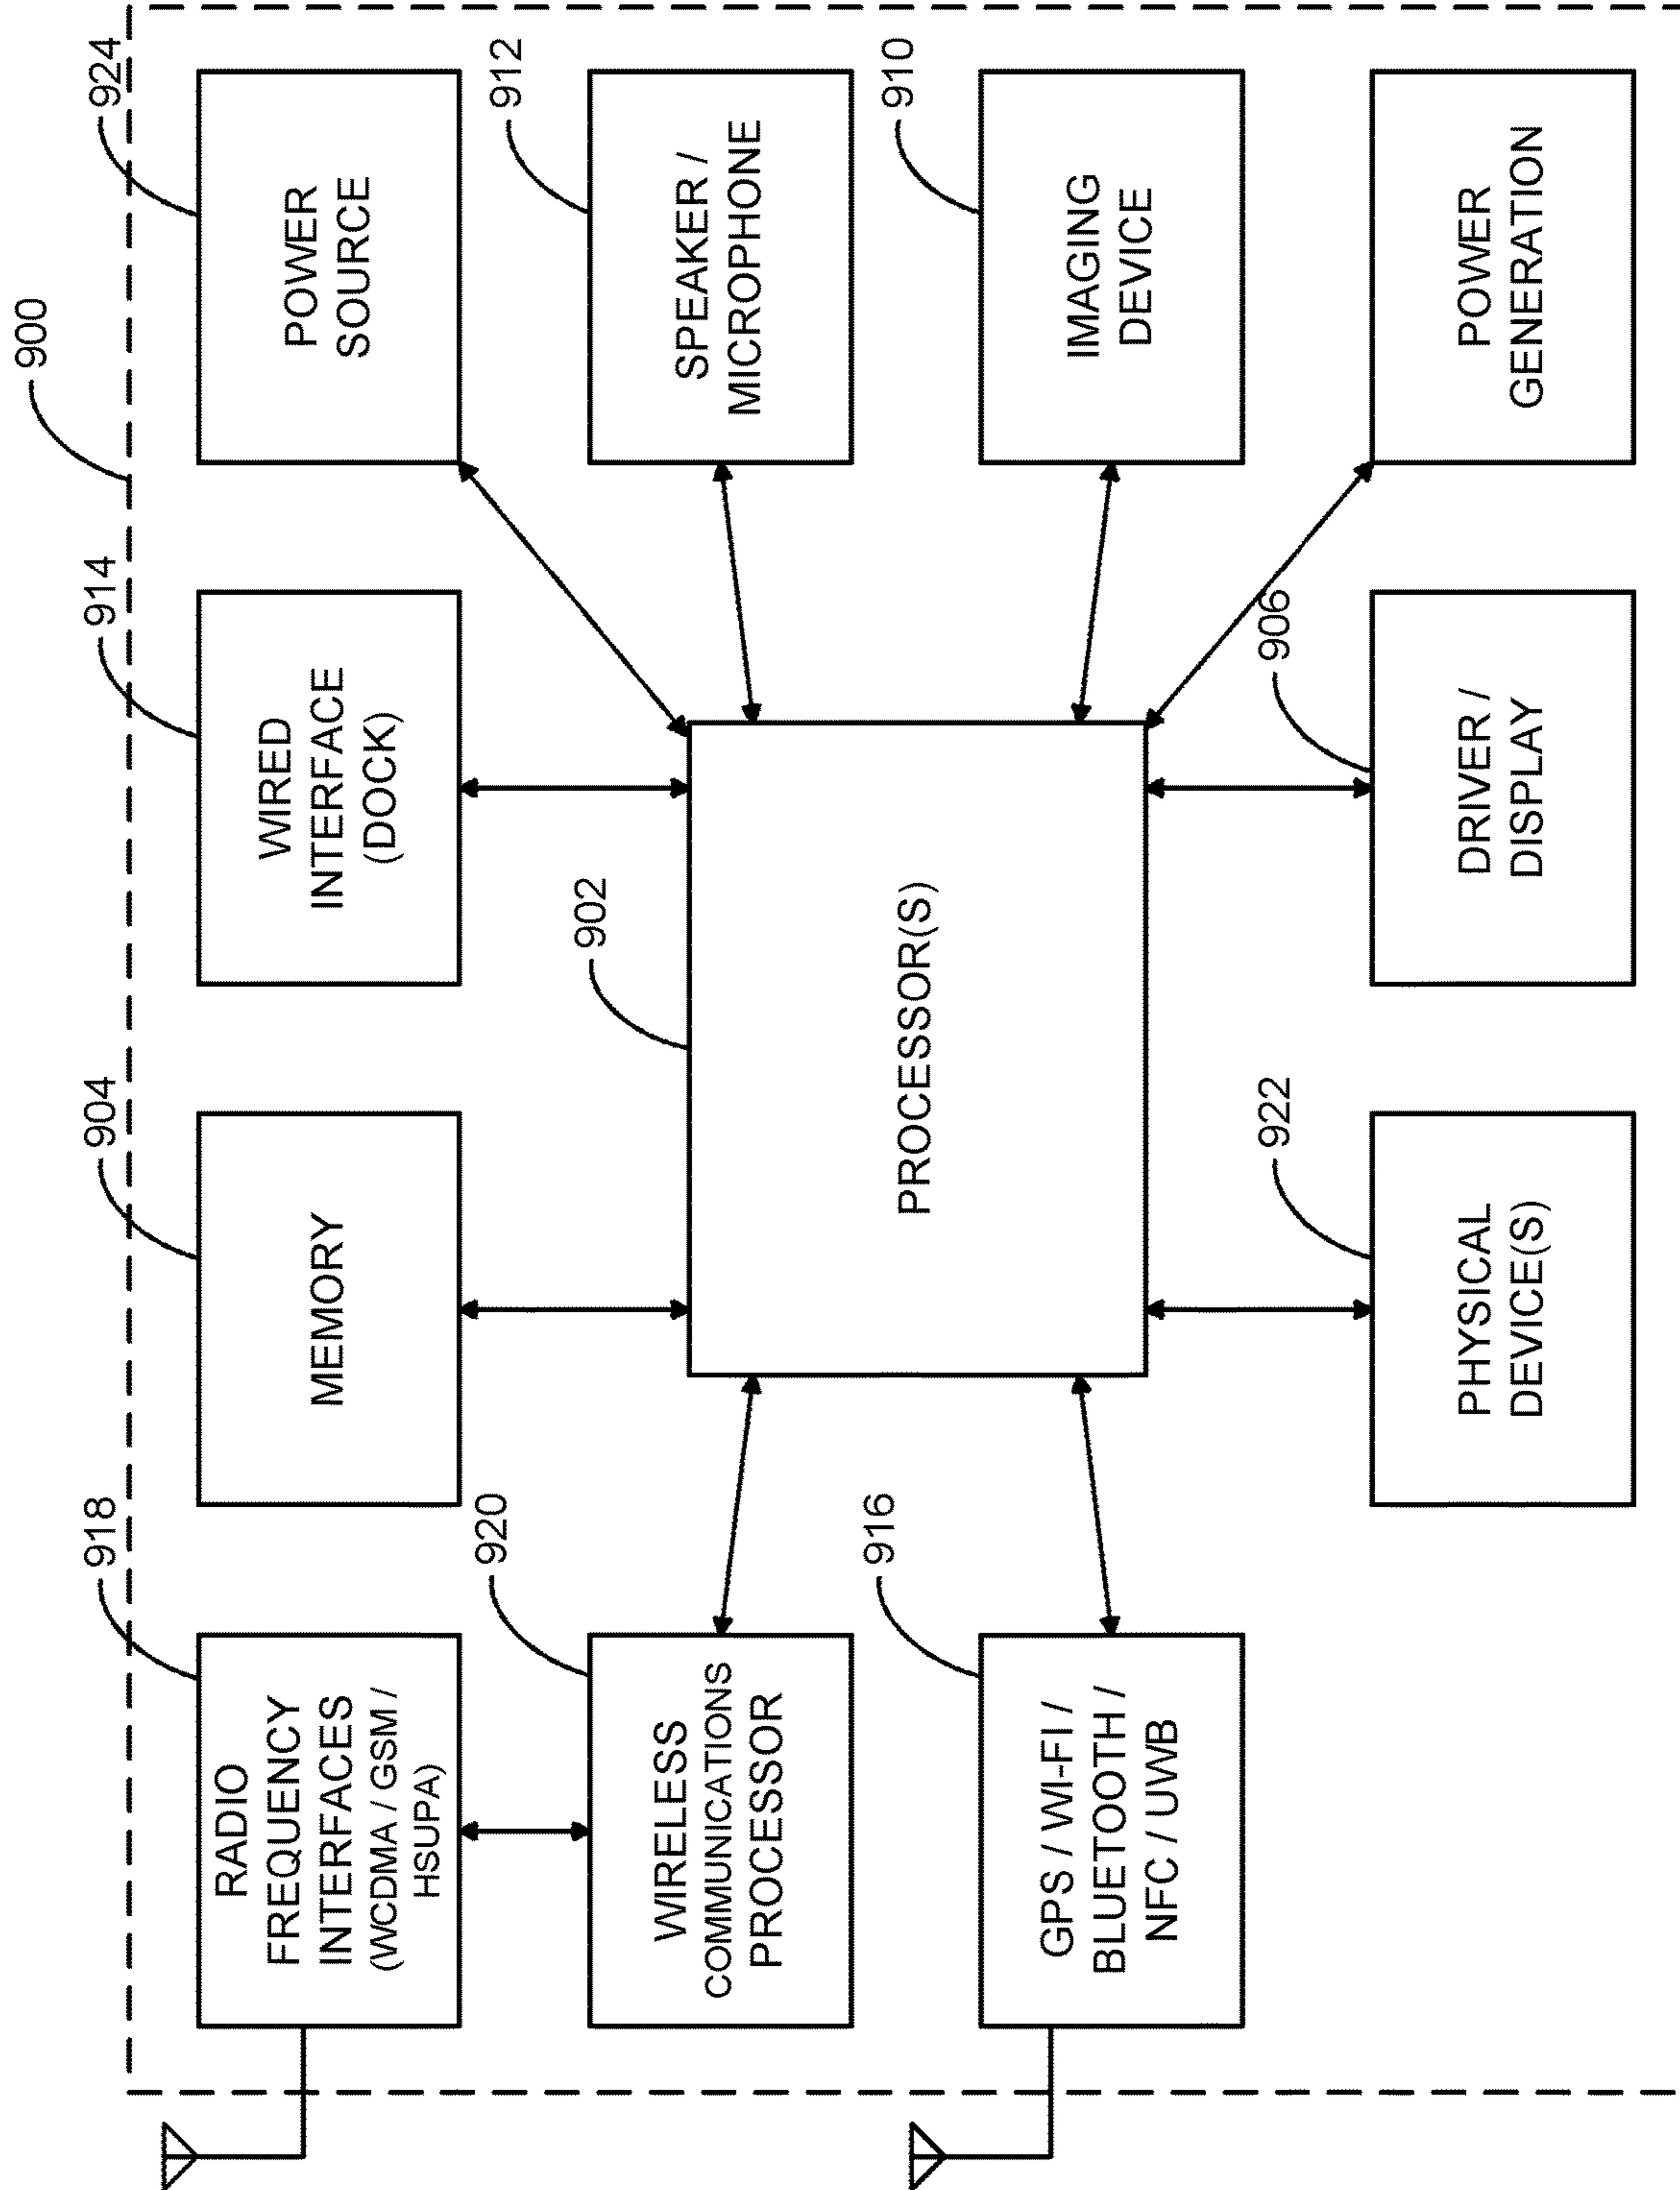 900
918
RADIO
FREQUENCY
INTERFACES
(WCDMA / GSM /
HSUPA)
904
MEMORY
914
WIRED
INTERFACE
(DOCK)
924
POWER
SOURCE
920
WIRELESS
COMMUNICATIONS
PROCESSOR
902
PROCESSOR(S)
912
SPEAKER /
MICROPHONE
916
GPS / WI-FI /
BLUETOOTH /
NFC / UWB
910
IMAGING
DEVICE
922
PHYSICAL
DEVICE(S)
906
DRIVER /
DISPLAY
POWER
GENERATION